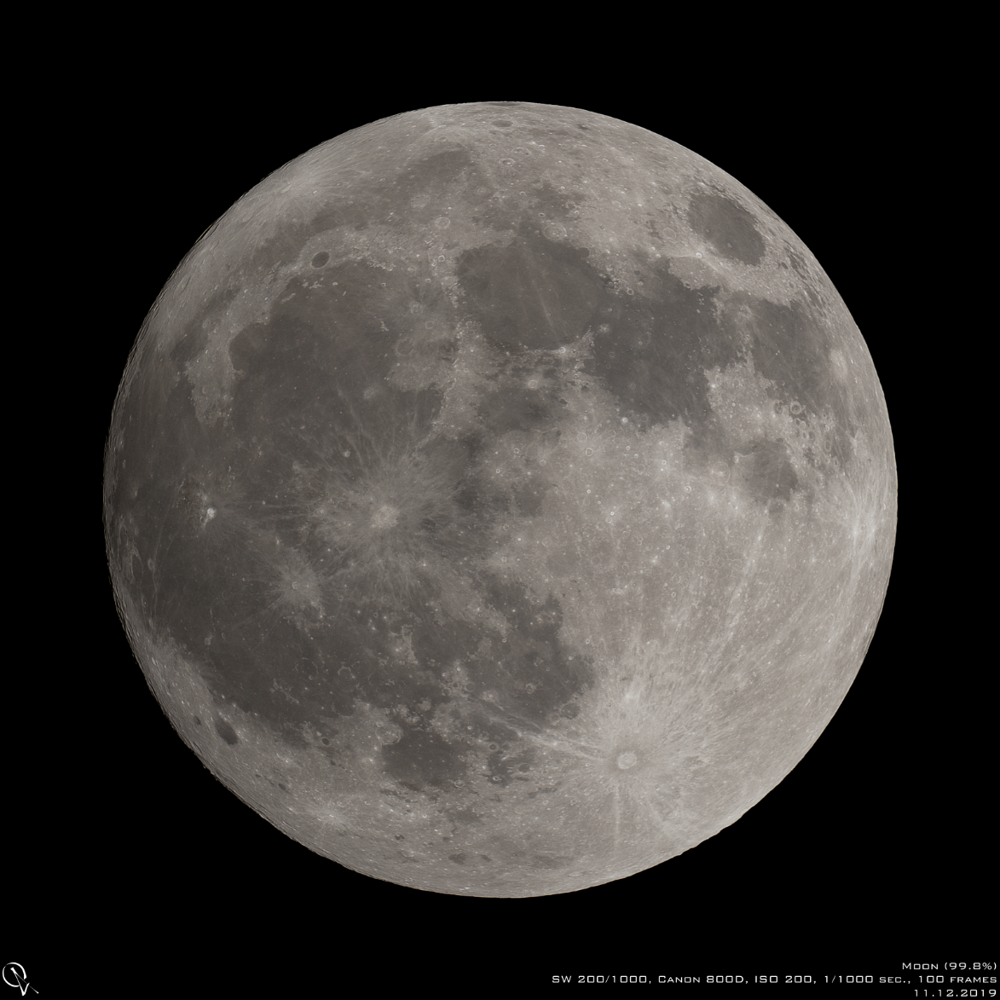 Moon (99.8%)
SW 200/1000, Canon 800D, ISO 200, 1/1000 sec., 100 frames
11.12.2019